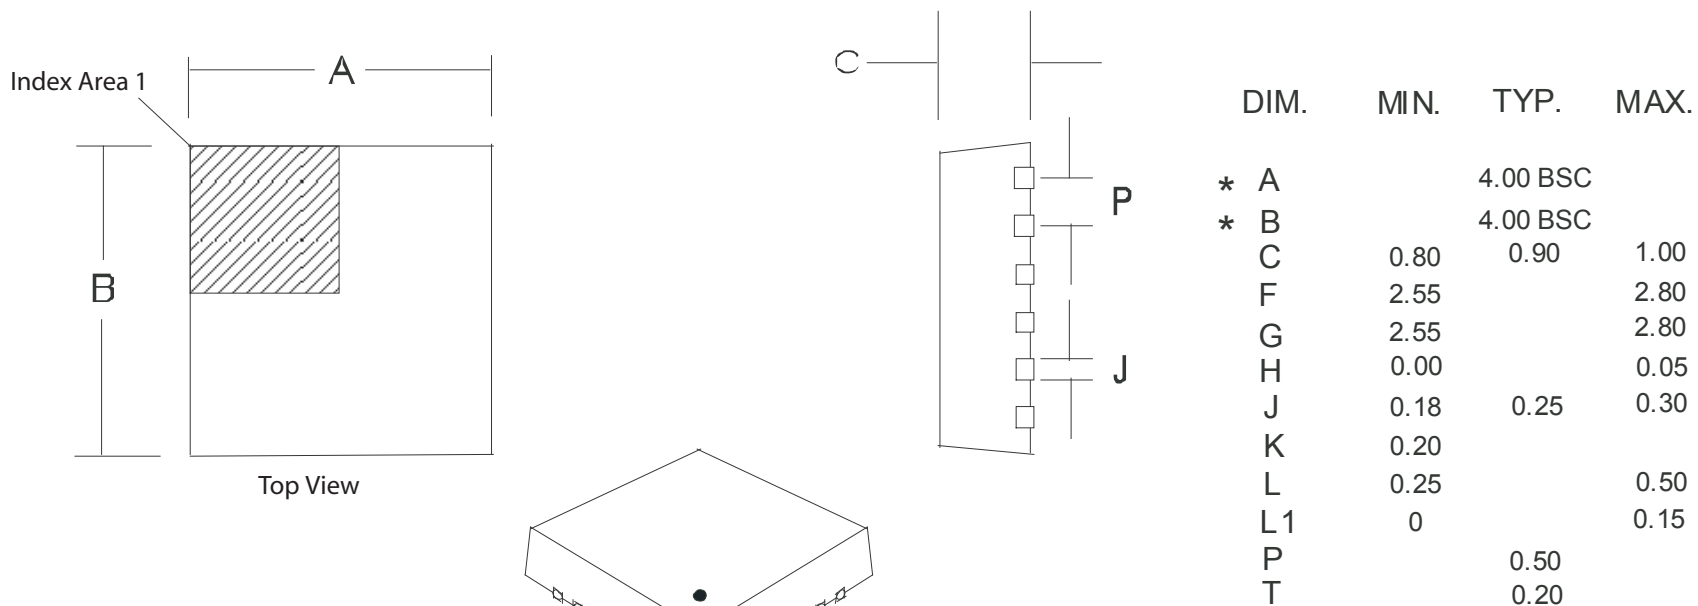 Index Area 1
A
B
Top View
C
P
J
DIM. MIN. TYP. MAX.
* A 4.00 BSC
* B 4.00 BSC
C 0.80 0.90 1.00
F 2.55 2.80
G 2.55 2.80
H 0.00 0.05
J 0.18 0.25 0.30
K 0.20
L 0.25 0.50
L1 0 0.15
P 0.50
T 0.20